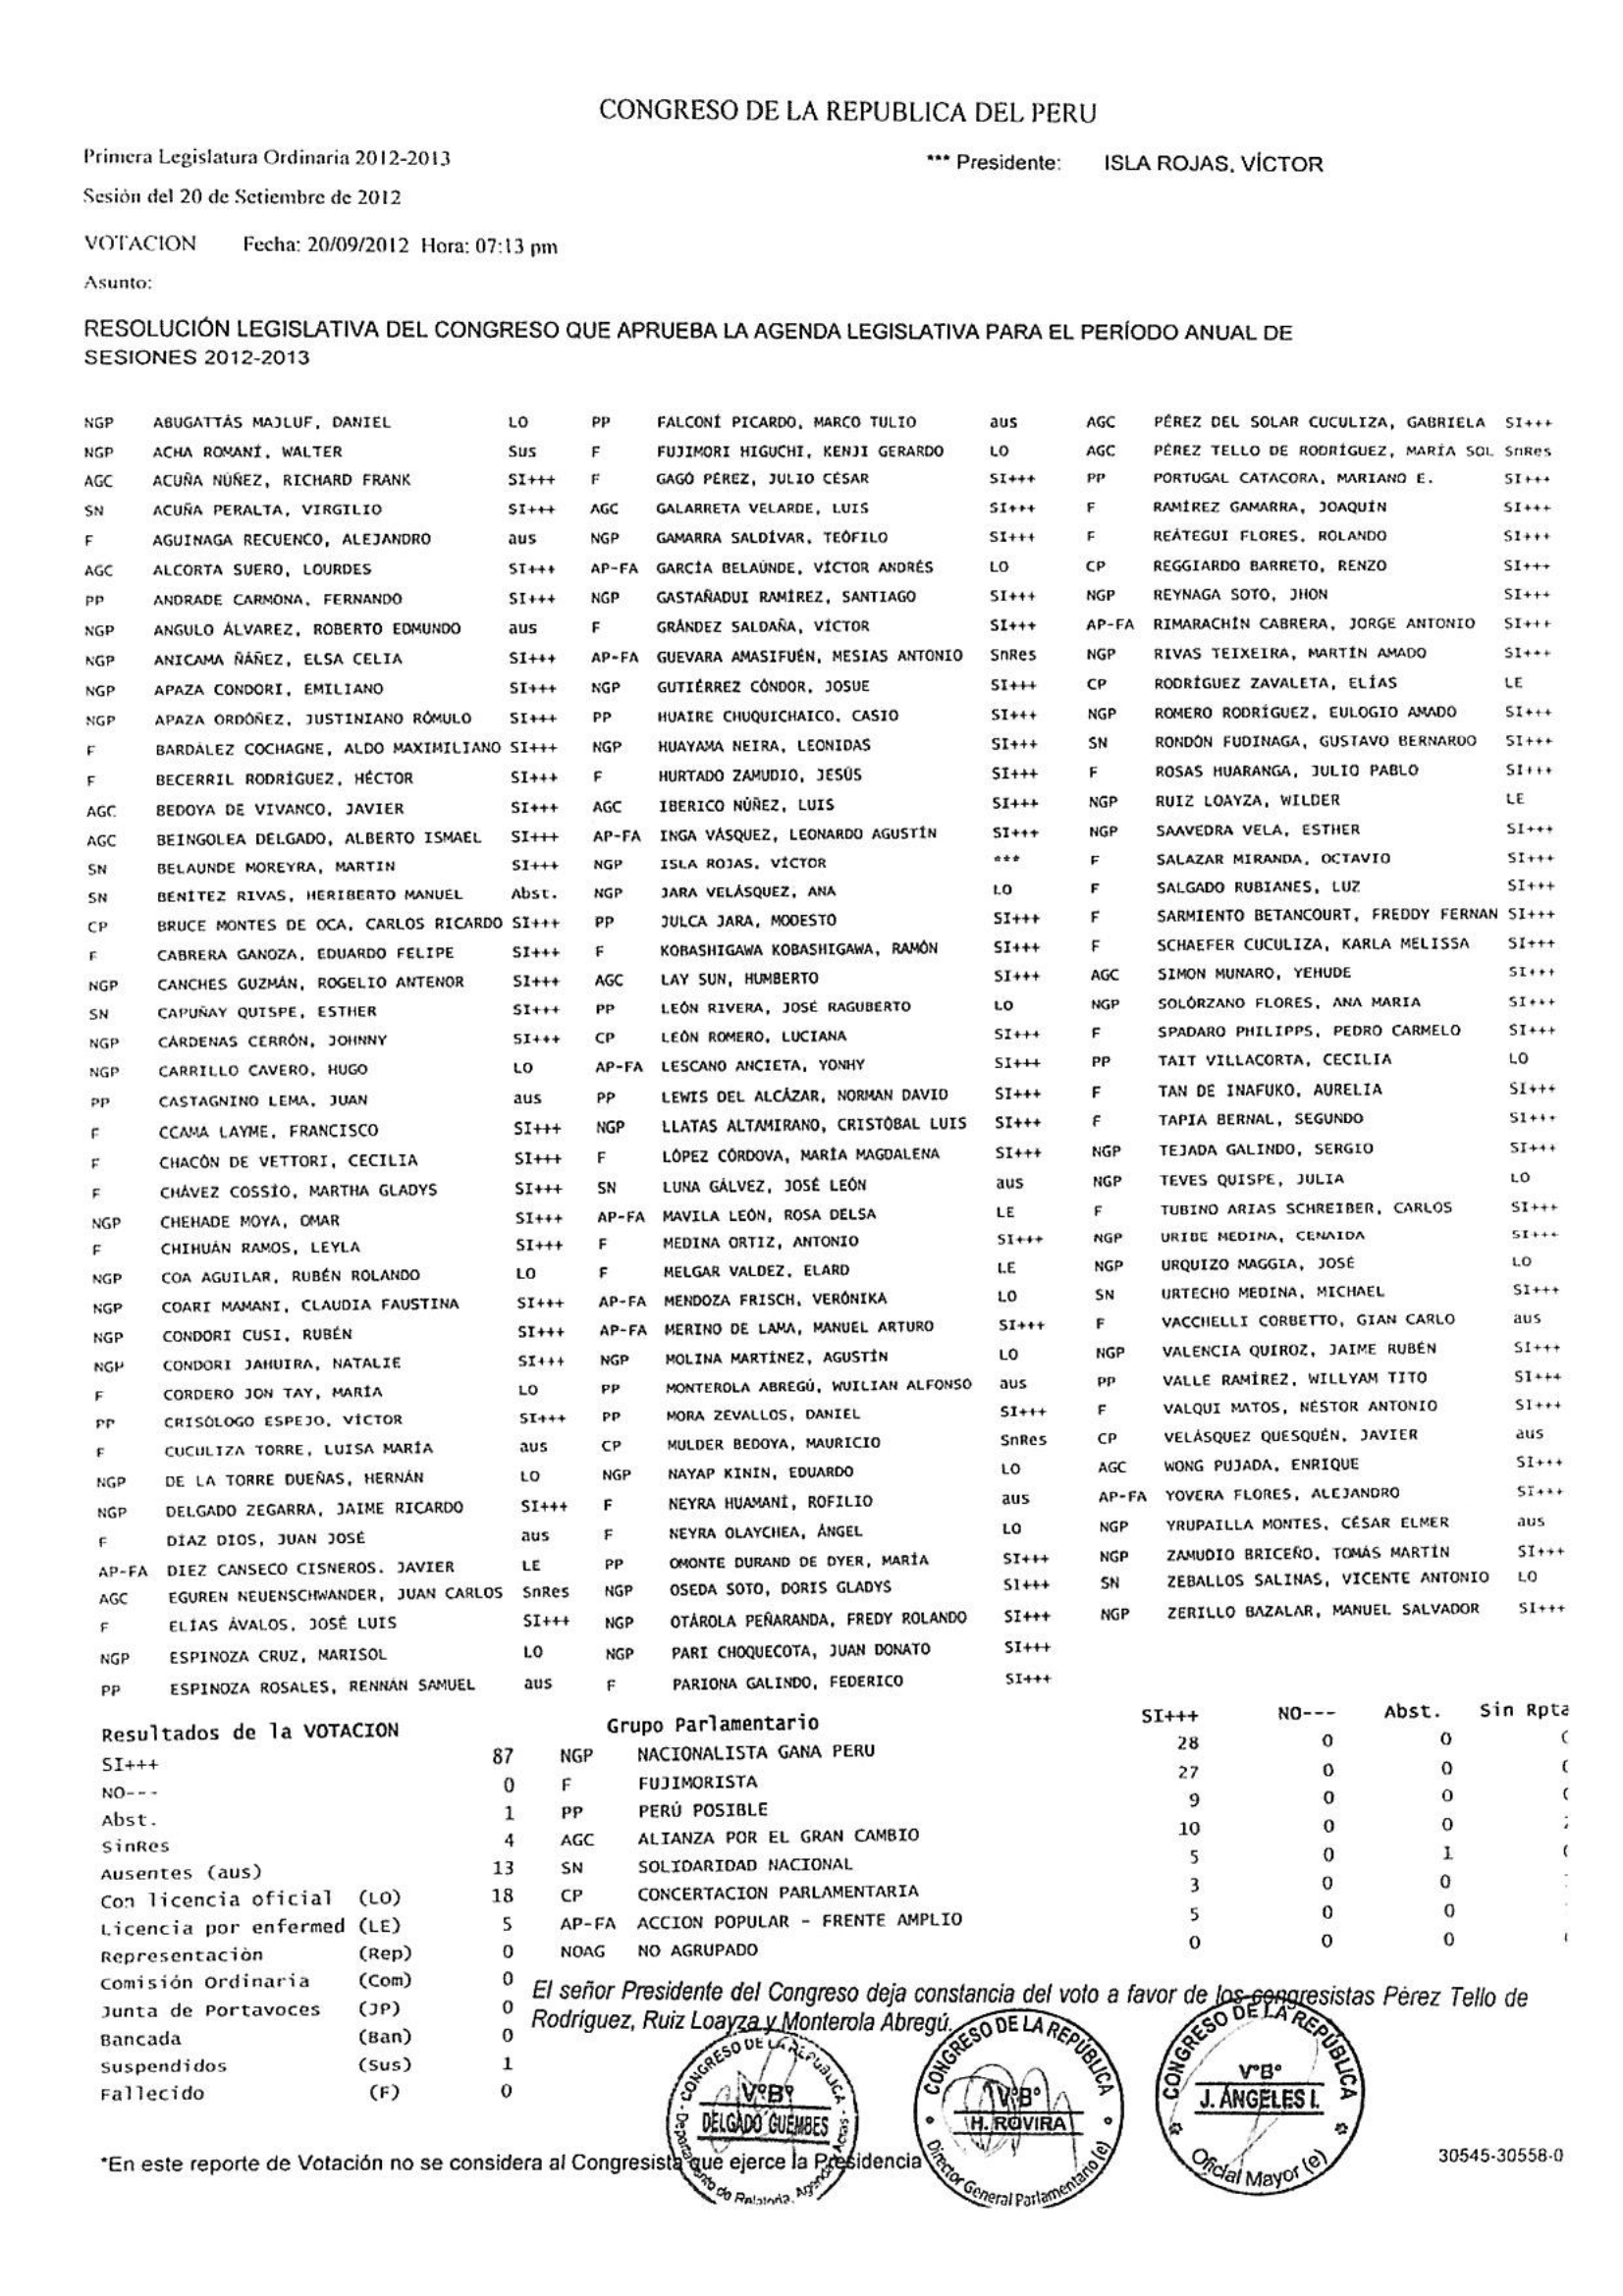 CONGRESO DE LA REPUBLICA DEL PERU
Primera Legislatura Ordinaria 2012-2013 *** Presidente: ISLA ROJAS, VÍCTOR
Sesión del 20 de Setiembre de 2012
VOTACION Fecha: 20/09/2012 Hora: 07:13 pm
Asunto:
RESOLUCIÓN LEGISLATIVA DEL CONGRESO QUE APRUEBA LA AGENDA LEGISLATIVA PARA EL PERÍODO ANUAL DE
SESIONES 2012-2013
NGP ABUGATTÁS MAJLUF, DANIEL LO PP FALCONÍ PICARDO, MARCO TULIO aus AGC PÉREZ DEL SOLAR CUCULIZA, GABRIELA SI+++
NGP ACHA ROMANÍ, WALTER Sus F FUJIMORI HIGUCHI, KENJI GERARDO LO AGC PÉREZ TELLO DE RODRÍGUEZ, MARÍA SOL SnRes
AGC ACUÑA NÚÑEZ, RICHARD FRANK SI+++ F GAGÓ PÉREZ, JULIO CÉSAR SI+++ PP PORTUGAL CATACORA, MARIANO E. SI+++
SN ACUÑA PERALTA, VIRGILIO SI+++ AGC GALARRETA VELARDE, LUIS SI+++ F RAMÍREZ GAMARRA, JOAQUÍN SI+++
F AGUINAGA RECUENCO, ALEJANDRO aus NGP GAMARRA SALDÍVAR, TEÓFILO SI+++ F REÁTEGUI FLORES, ROLANDO SI+++
AGC ALCORTA SUERO, LOURDES SI+++ AP-FA GARCÍA BELAÚNDE, VÍCTOR ANDRÉS LO CP REGGIARDO BARRETO, RENZO SI+++
PP ANDRADE CARMONA, FERNANDO SI+++ NGP GASTAÑADUI RAMÍREZ, SANTIAGO SI+++ NGP REYNAGA SOTO, JHON SI+++
NGP ANGULO ÁLVAREZ, ROBERTO EDMUNDO aus F GRÁNDEZ SALDAÑA, VÍCTOR SI+++ AP-FA RIMARACHÍN CABRERA, JORGE ANTONIO SI+++
NGP ANICAMA ÑÁÑEZ, ELSA CELIA SI+++ AP-FA GUEVARA AMASIFUÉN, MESIAS ANTONIO SnRes NGP RIVAS TEIXEIRA, MARTÍN AMADO SI+++
NGP APAZA CONDORI, EMILIANO SI+++ NGP GUTIÉRREZ CÓNDOR, JOSUE SI+++ CP RODRÍGUEZ ZAVALETA, ELÍAS LE
NGP APAZA ORDÓÑEZ, JUSTINIANO RÓMULO SI+++ PP HUAIRE CHUQUICHAICO, CASIO SI+++ NGP ROMERO RODRÍGUEZ, EULOGIO AMADO SI+++
F BARDÁLEZ COCHAGNE, ALDO MAXIMILIANO SI+++ NGP HUAYAMA NEIRA, LEONIDAS SI+++ SN RONDÓN FUDINAGA, GUSTAVO BERNARDO SI+++
F BECERRIL RODRÍGUEZ, HÉCTOR SI+++ F HURTADO ZAMUDIO, JESÚS SI+++ F ROSAS HUARANGA, JULIO PABLO SI+++
AGC BEDOYA DE VIVANCO, JAVIER SI+++ AGC IBERICO NÚÑEZ, LUIS SI+++ NGP RUIZ LOAYZA, WILDER LE
AGC BEINGOLEA DELGADO, ALBERTO ISMAEL SI+++ AP-FA INGA VÁSQUEZ, LEONARDO AGUSTÍN SI+++ NGP SAAVEDRA VELA, ESTHER SI+++
SN BELAUNDE MOREYRA, MARTIN SI+++ NGP ISLA ROJAS, VÍCTOR *** F SALAZAR MIRANDA, OCTAVIO SI+++
SN BENÍTEZ RIVAS, HERIBERTO MANUEL Abst. NGP JARA VELÁSQUEZ, ANA LO F SALGADO RUBIANES, LUZ SI+++
CP BRUCE MONTES DE OCA, CARLOS RICARDO SI+++ PP JULCA JARA, MODESTO SI+++ F SARMIENTO BETANCOURT, FREDDY FERNAN SI+++
F CABRERA GANOZA, EDUARDO FELIPE SI+++ F KOBASHIGAWA KOBASHIGAWA, RAMÓN SI+++ F SCHAEFER CUCULIZA, KARLA MELISSA SI+++
NGP CANCHES GUZMÁN, ROGELIO ANTENOR SI+++ AGC LAY SUN, HUMBERTO SI+++ AGC SIMON MUNARO, YEHUDE SI+++
SN CAPUÑAY QUISPE, ESTHER SI+++ PP LEÓN RIVERA, JOSÉ RAGUBERTO LO NGP SOLÓRZANO FLORES, ANA MARIA SI+++
NGP CÁRDENAS CERRÓN, JOHNNY SI+++ CP LEÓN ROMERO, LUCIANA SI+++ F SPADARO PHILIPPS, PEDRO CARMELO SI+++
NGP CARRILLO CAVERO, HUGO LO AP-FA LESCANO ANCIETA, YONHY SI+++ PP TAIT VILLACORTA, CECILIA LO
PP CASTAGNINO LEMA, JUAN aus PP LEWIS DEL ALCÁZAR, NORMAN DAVID SI+++ F TAN DE INAFUKO, AURELIA SI+++
F CCAMA LAYME, FRANCISCO SI+++ NGP LLATAS ALTAMIRANO, CRISTÓBAL LUIS SI+++ F TAPIA BERNAL, SEGUNDO SI+++
F CHACÓN DE VETTORI, CECILIA SI+++ F LÓPEZ CÓRDOVA, MARÍA MAGDALENA SI+++ NGP TEJADA GALINDO, SERGIO SI+++
F CHÁVEZ COSSÍO, MARTHA GLADYS SI+++ SN LUNA GÁLVEZ, JOSÉ LEÓN aus NGP TEVES QUISPE, JULIA LO
NGP CHEHADE MOYA, OMAR SI+++ AP-FA MAVILA LEÓN, ROSA DELSA LE F TUBINO ARIAS SCHREIBER, CARLOS SI+++
F CHIHUÁN RAMOS, LEYLA SI+++ F MEDINA ORTIZ, ANTONIO SI+++ NGP URIBE MEDINA, CENAIDA SI+++
NGP COA AGUILAR, RUBÉN ROLANDO LO F MELGAR VALDEZ, ELARD LE NGP URQUIZO MAGGIA, JOSÉ LO
NGP COARI MAMANI, CLAUDIA FAUSTINA SI+++ AP-FA MENDOZA FRISCH, VERÓNIKA LO SN URTECHO MEDINA, MICHAEL SI+++
NGP CONDORI CUSI, RUBÉN SI+++ AP-FA MERINO DE LAMA, MANUEL ARTURO SI+++ F VACCHELLI CORBETTO, GIAN CARLO aus
NGP CONDORI JAHUIRA, NATALIE SI+++ NGP MOLINA MARTÍNEZ, AGUSTÍN LO NGP VALENCIA QUIROZ, JAIME RUBÉN SI+++
F CORDERO JON TAY, MARÍA LO PP MONTEROLA ABREGÚ, WUILIAN ALFONSO aus PP VALLE RAMÍREZ, WILLYAM TITO SI+++
PP CRISÓLOGO ESPEJO, VÍCTOR SI+++ PP MORA ZEVALLOS, DANIEL SI+++ F VALQUI MATOS, NÉSTOR ANTONIO SI+++
F CUCULIZA TORRE, LUISA MARÍA aus CP MULDER BEDOYA, MAURICIO SnRes CP VELÁSQUEZ QUESQUÉN, JAVIER aus
NGP DE LA TORRE DUEÑAS, HERNÁN LO NGP NAYAP KININ, EDUARDO LO AGC WONG PUJADA, ENRIQUE SI+++
NGP DELGADO ZEGARRA, JAIME RICARDO SI+++ F NEYRA HUAMANÍ, ROFILIO aus AP-FA YOVERA FLORES, ALEJANDRO SI+++
F DÍAZ DIOS, JUAN JOSÉ aus F NEYRA OLAYCHEA, ÁNGEL LO NGP YRUPAILLA MONTES, CÉSAR ELMER aus
AP-FA DIEZ CANSECO CISNEROS, JAVIER LE PP OMONTE DURAND DE DYER, MARÍA SI+++ NGP ZAMUDIO BRICEÑO, TOMÁS MARTÍN SI+++
AGC EGUREN NEUENSCHWANDER, JUAN CARLOS SnRes NGP OSEDA SOTO, DORIS GLADYS SI+++ SN ZEBALLOS SALINAS, VICENTE ANTONIO LO
F ELÍAS ÁVALOS, JOSÉ LUIS SI+++ NGP OTÁROLA PEÑARANDA, FREDY ROLANDO SI+++ NGP ZERILLO BAZALAR, MANUEL SALVADOR SI+++
NGP ESPINOZA CRUZ, MARISOL LO NGP PARI CHOQUECOTA, JUAN DONATO SI+++
PP ESPINOZA ROSALES, RENNÁN SAMUEL aus F PARIONA GALINDO, FEDERICO SI+++
Resultados de la VOTACION Grupo Parlamentario SI+++ NO--- Abst. Sin Rpta
SI+++ 87 NGP NACIONALISTA GANA PERU 28 0 0
NO--- 0 F FUJIMORISTA 27 0 0
Abst. 1 PP PERÚ POSIBLE 9 0 0
SinRes 4 AGC ALIANZA POR EL GRAN CAMBIO 10 0 0
Ausentes (aus) 13 SN SOLIDARIDAD NACIONAL 5 0 1
Con licencia oficial (LO) 18 CP CONCERTACION PARLAMENTARIA 3 0 0
Licencia por enfermed (LE) 5 AP-FA ACCION POPULAR - FRENTE AMPLIO 5 0 0
Representación (Rep) 0 NOAG NO AGRUPADO 0 0 0
Comisión Ordinaria (Com) 0
Junta de Portavoces (JP) 0
Bancada (Ban) 0
Suspendidos (Sus) 1
Fallecido (F) 0
El señor Presidente del Congreso deja constancia del voto a favor de los congresistas Pérez Tello de
Rodríguez, Ruiz Loayza y Monterola Abregú.
CONGRESO DE LA REPUBLICA
V°B°
DELGADO GUEMBES
CONGRESO DE LA REPÚBLICA
V°B°
H. ROVIRA
Director General Parlamentario (e)
CONGRESO DE LA REPÚBLICA
V°B°
J. ÁNGELES I.
Oficial Mayor (e)
*En este reporte de Votación no se considera al Congresista que ejerce la Presidencia
30545-30558-0